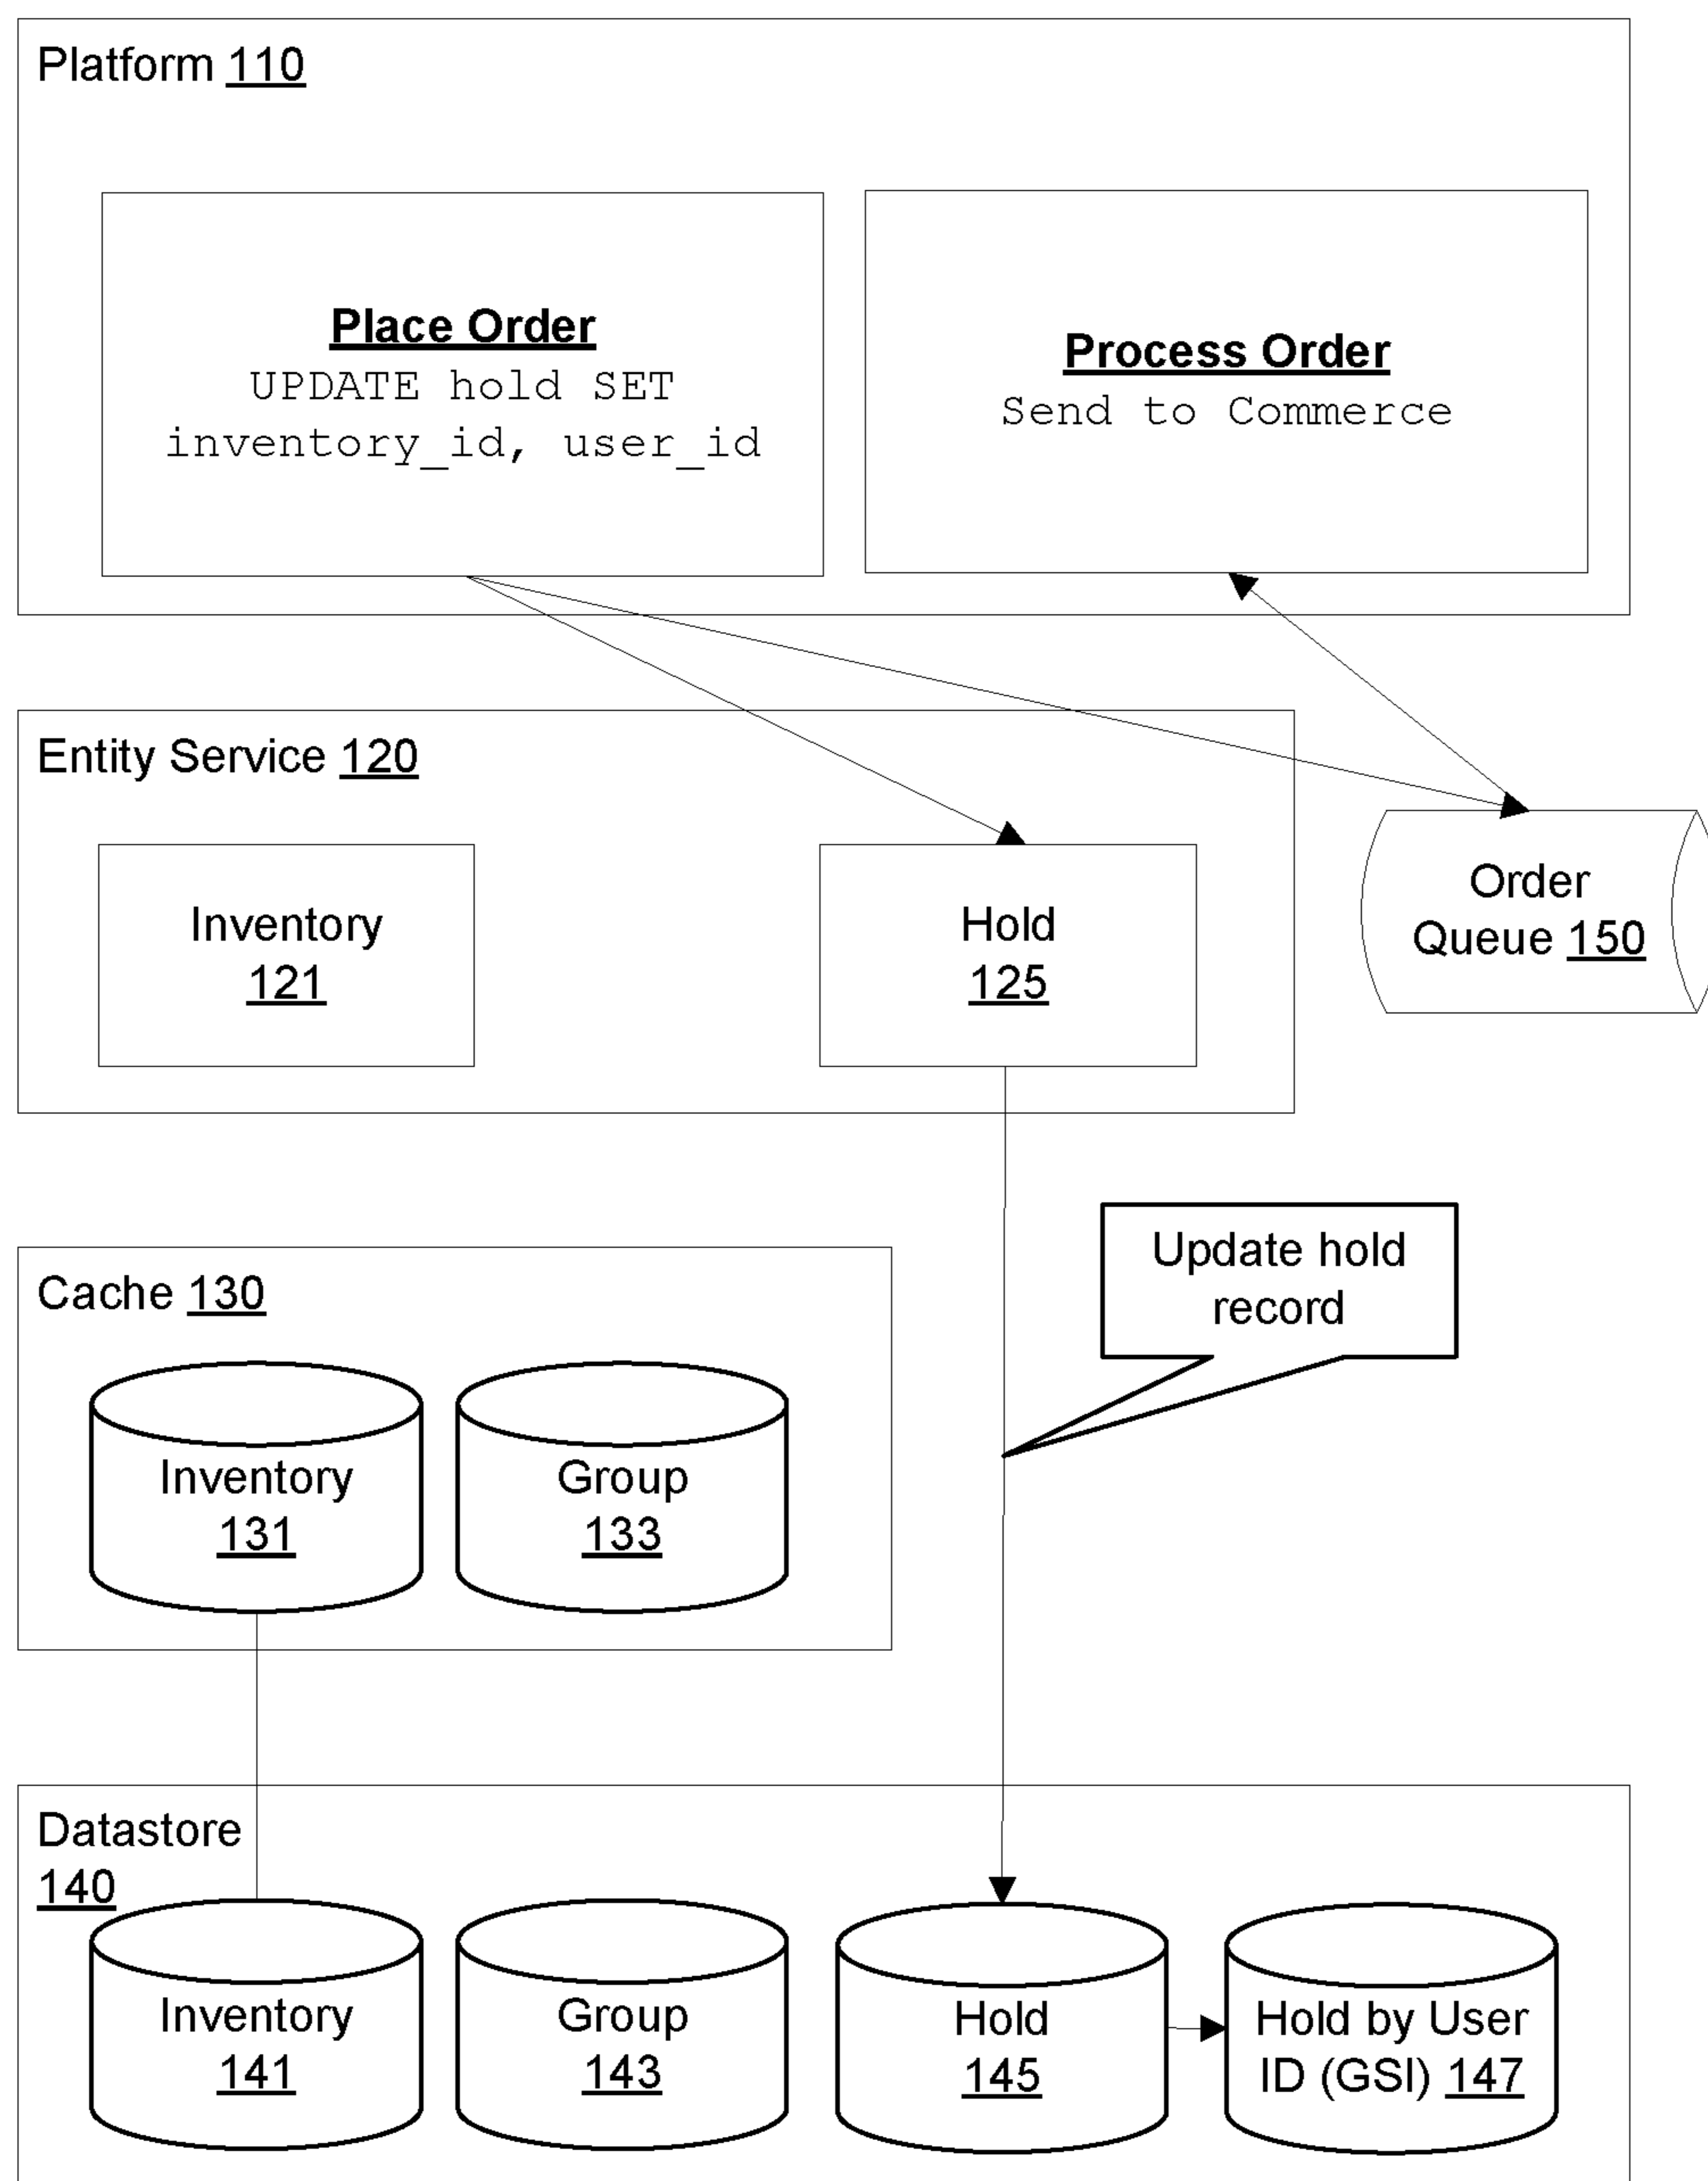 Platform 110
Place Order
UPDATE hold SET
inventory_id, user_id
Process Order
Send to Commerce
Entity Service 120
Inventory
121
Hold
125
Order
Queue 150
Update hold
record
Cache 130
Inventory
131
Group
133
Datastore
140
Inventory
141
Group
143
Hold
145
Hold by User
ID (GSI) 147